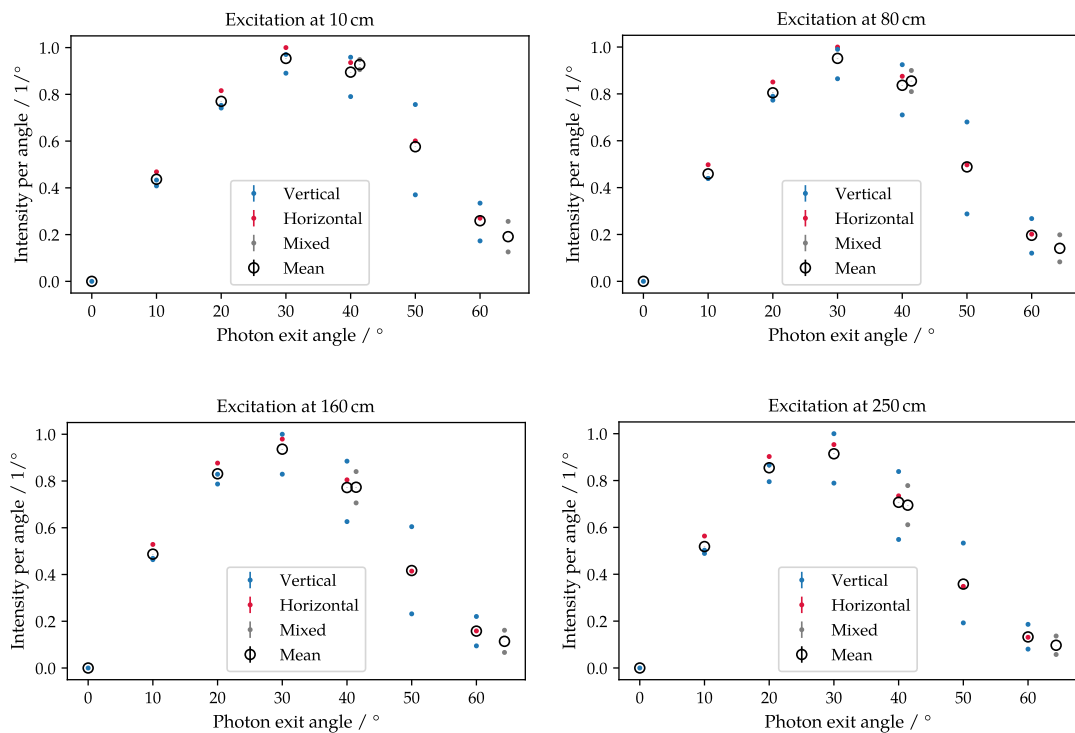 Excitation at 10 cm
Intensity per angle / 1/°
1.0
0.8
0.6
0.4
0.2
0.0
Vertical
Horizontal
Mixed
Mean
0 10 20 30 40 50 60
Photon exit angle / °
Excitation at 80 cm
Intensity per angle / 1/°
1.0
0.8
0.6
0.4
0.2
0.0
Vertical
Horizontal
Mixed
Mean
0 10 20 30 40 50 60
Photon exit angle / °
Excitation at 160 cm
Intensity per angle / 1/°
1.0
0.8
0.6
0.4
0.2
0.0
Vertical
Horizontal
Mixed
Mean
0 10 20 30 40 50 60
Photon exit angle / °
Excitation at 250 cm
Intensity per angle / 1/°
1.0
0.8
0.6
0.4
0.2
0.0
Vertical
Horizontal
Mixed
Mean
0 10 20 30 40 50 60
Photon exit angle / °